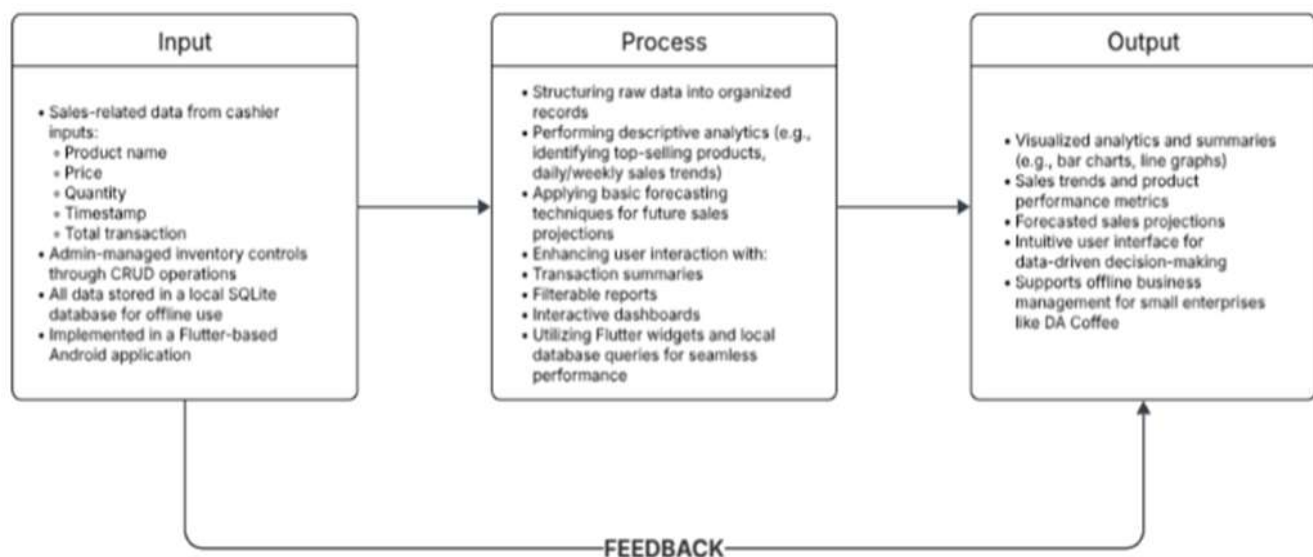 Input
• Sales-related data from cashier
inputs:
• Product name
• Price
• Quantity
• Timestamp
• Total transaction
• Admin-managed inventory controls
through CRUD operations
• All data stored in a local SQLite
database for offline use
• Implemented in a Flutter-based
Android application
Process
• Structuring raw data into organized
records
• Performing descriptive analytics (e.g.,
identifying top-selling products,
daily/weekly sales trends)
• Applying basic forecasting
techniques for future sales
projections
• Enhancing user interaction with:
• Transaction summaries
• Filterable reports
• Interactive dashboards
• Utilizing Flutter widgets and local
database queries for seamless
performance
Output
• Visualized analytics and summaries
(e.g., bar charts, line graphs)
• Sales trends and product
performance metrics
• Forecasted sales projections
• Intuitive user interface for
data-driven decision-making
• Supports offline business
management for small enterprises
like DA Coffee
FEEDBACK